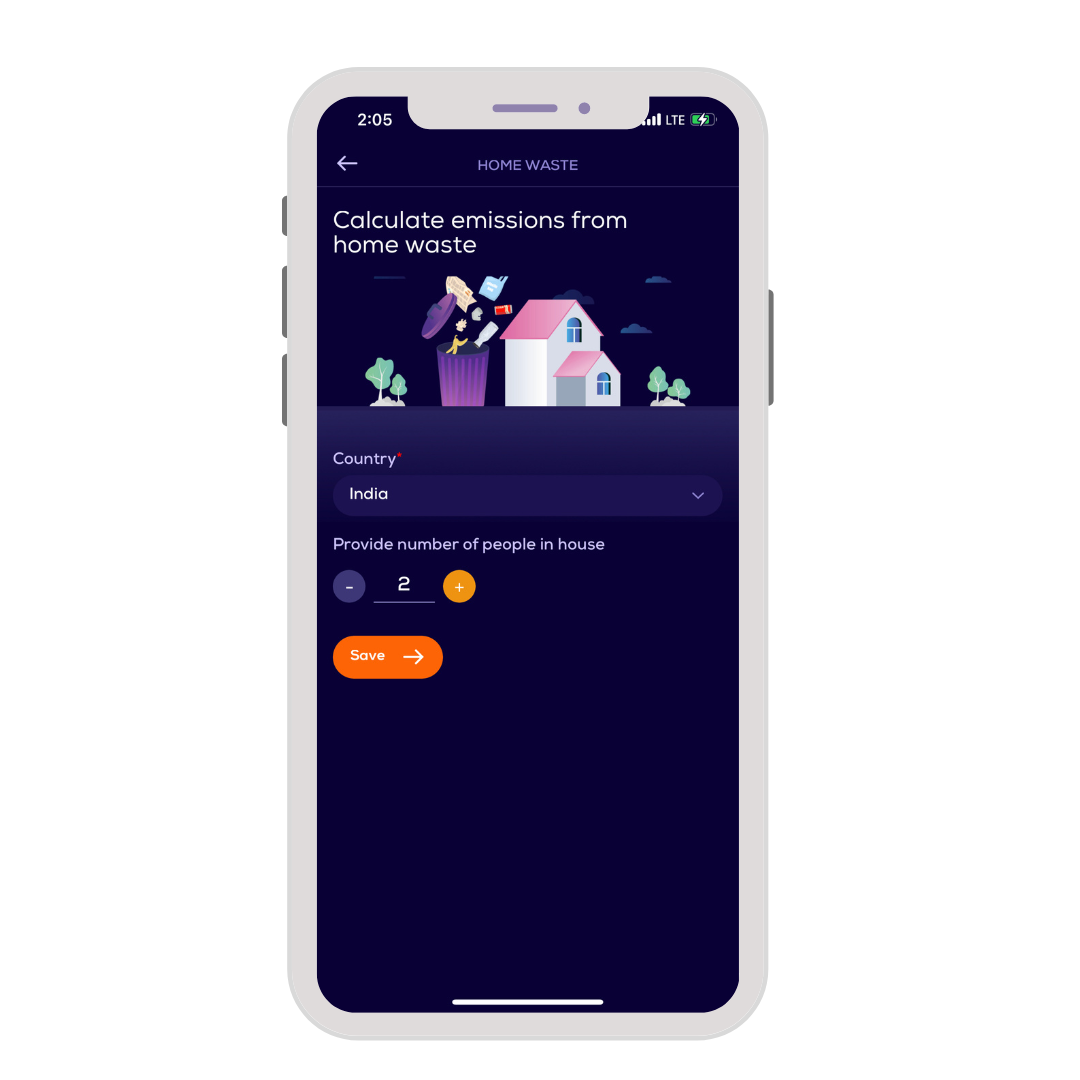 2:05
LTE
HOME WASTE
Calculate emissions from
home waste
Country*
India
Provide number of people in house
- 2 +
Save